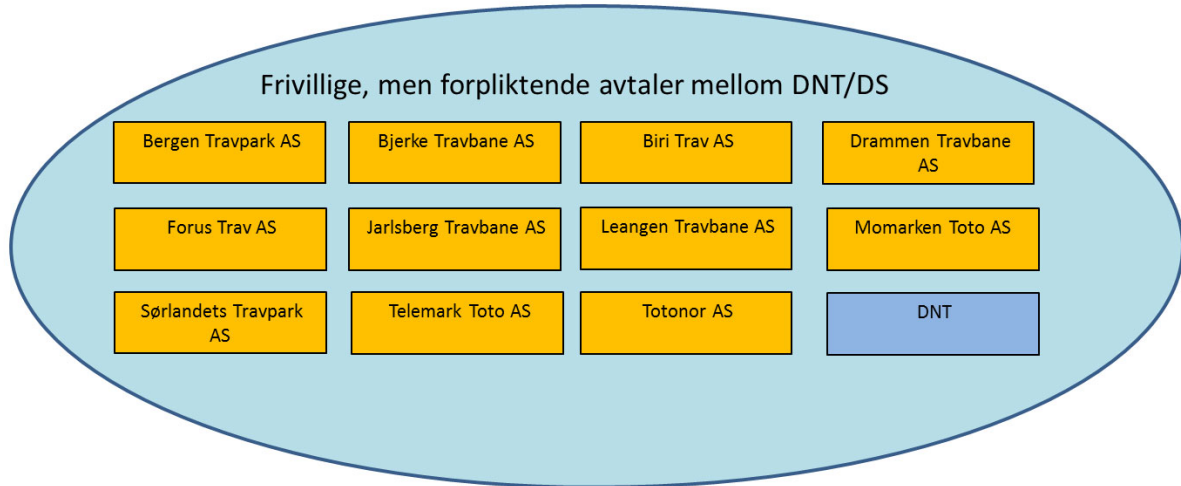 Frivillige, men forpliktende avtaler mellom DNT/DS
Bergen Travpark AS
Bjerke Travbane AS
Biri Trav AS
Drammen Travbane
AS
Forus Trav AS
Jarlsberg Travbane AS
Leangen Travbane AS
Momarken Toto AS
Sørlandets Travpark
AS
Telemark Toto AS
Totonor AS
DNT